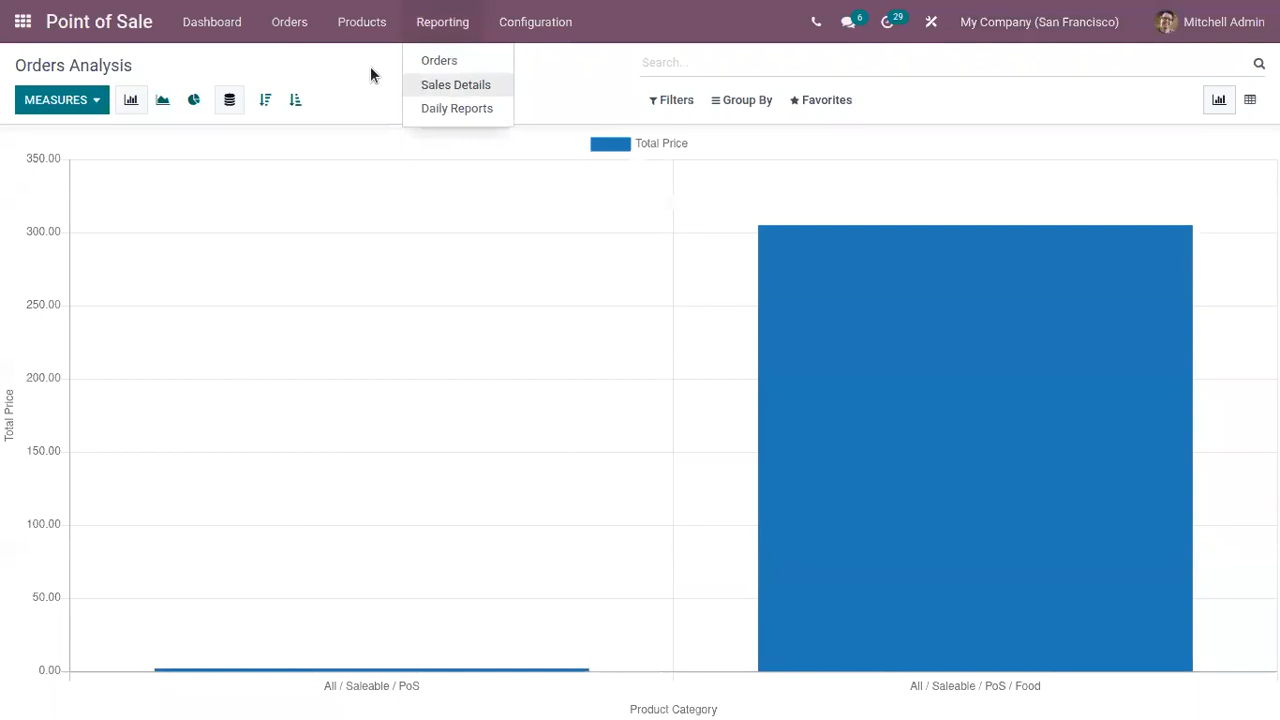 Point of Sale Dashboard Orders Products Reporting Configuration 6 29 My Company (San Francisco) Mitchell Admin
Orders Analysis
Orders
Search...
Sales Details
MEASURES
Filters Group By Favorites
Daily Reports
Total Price
350.00
300.00
250.00
200.00
150.00
100.00
50.00
0.00
Total Price
All / Saleable / PoS
All / Saleable / PoS / Food
Product Category